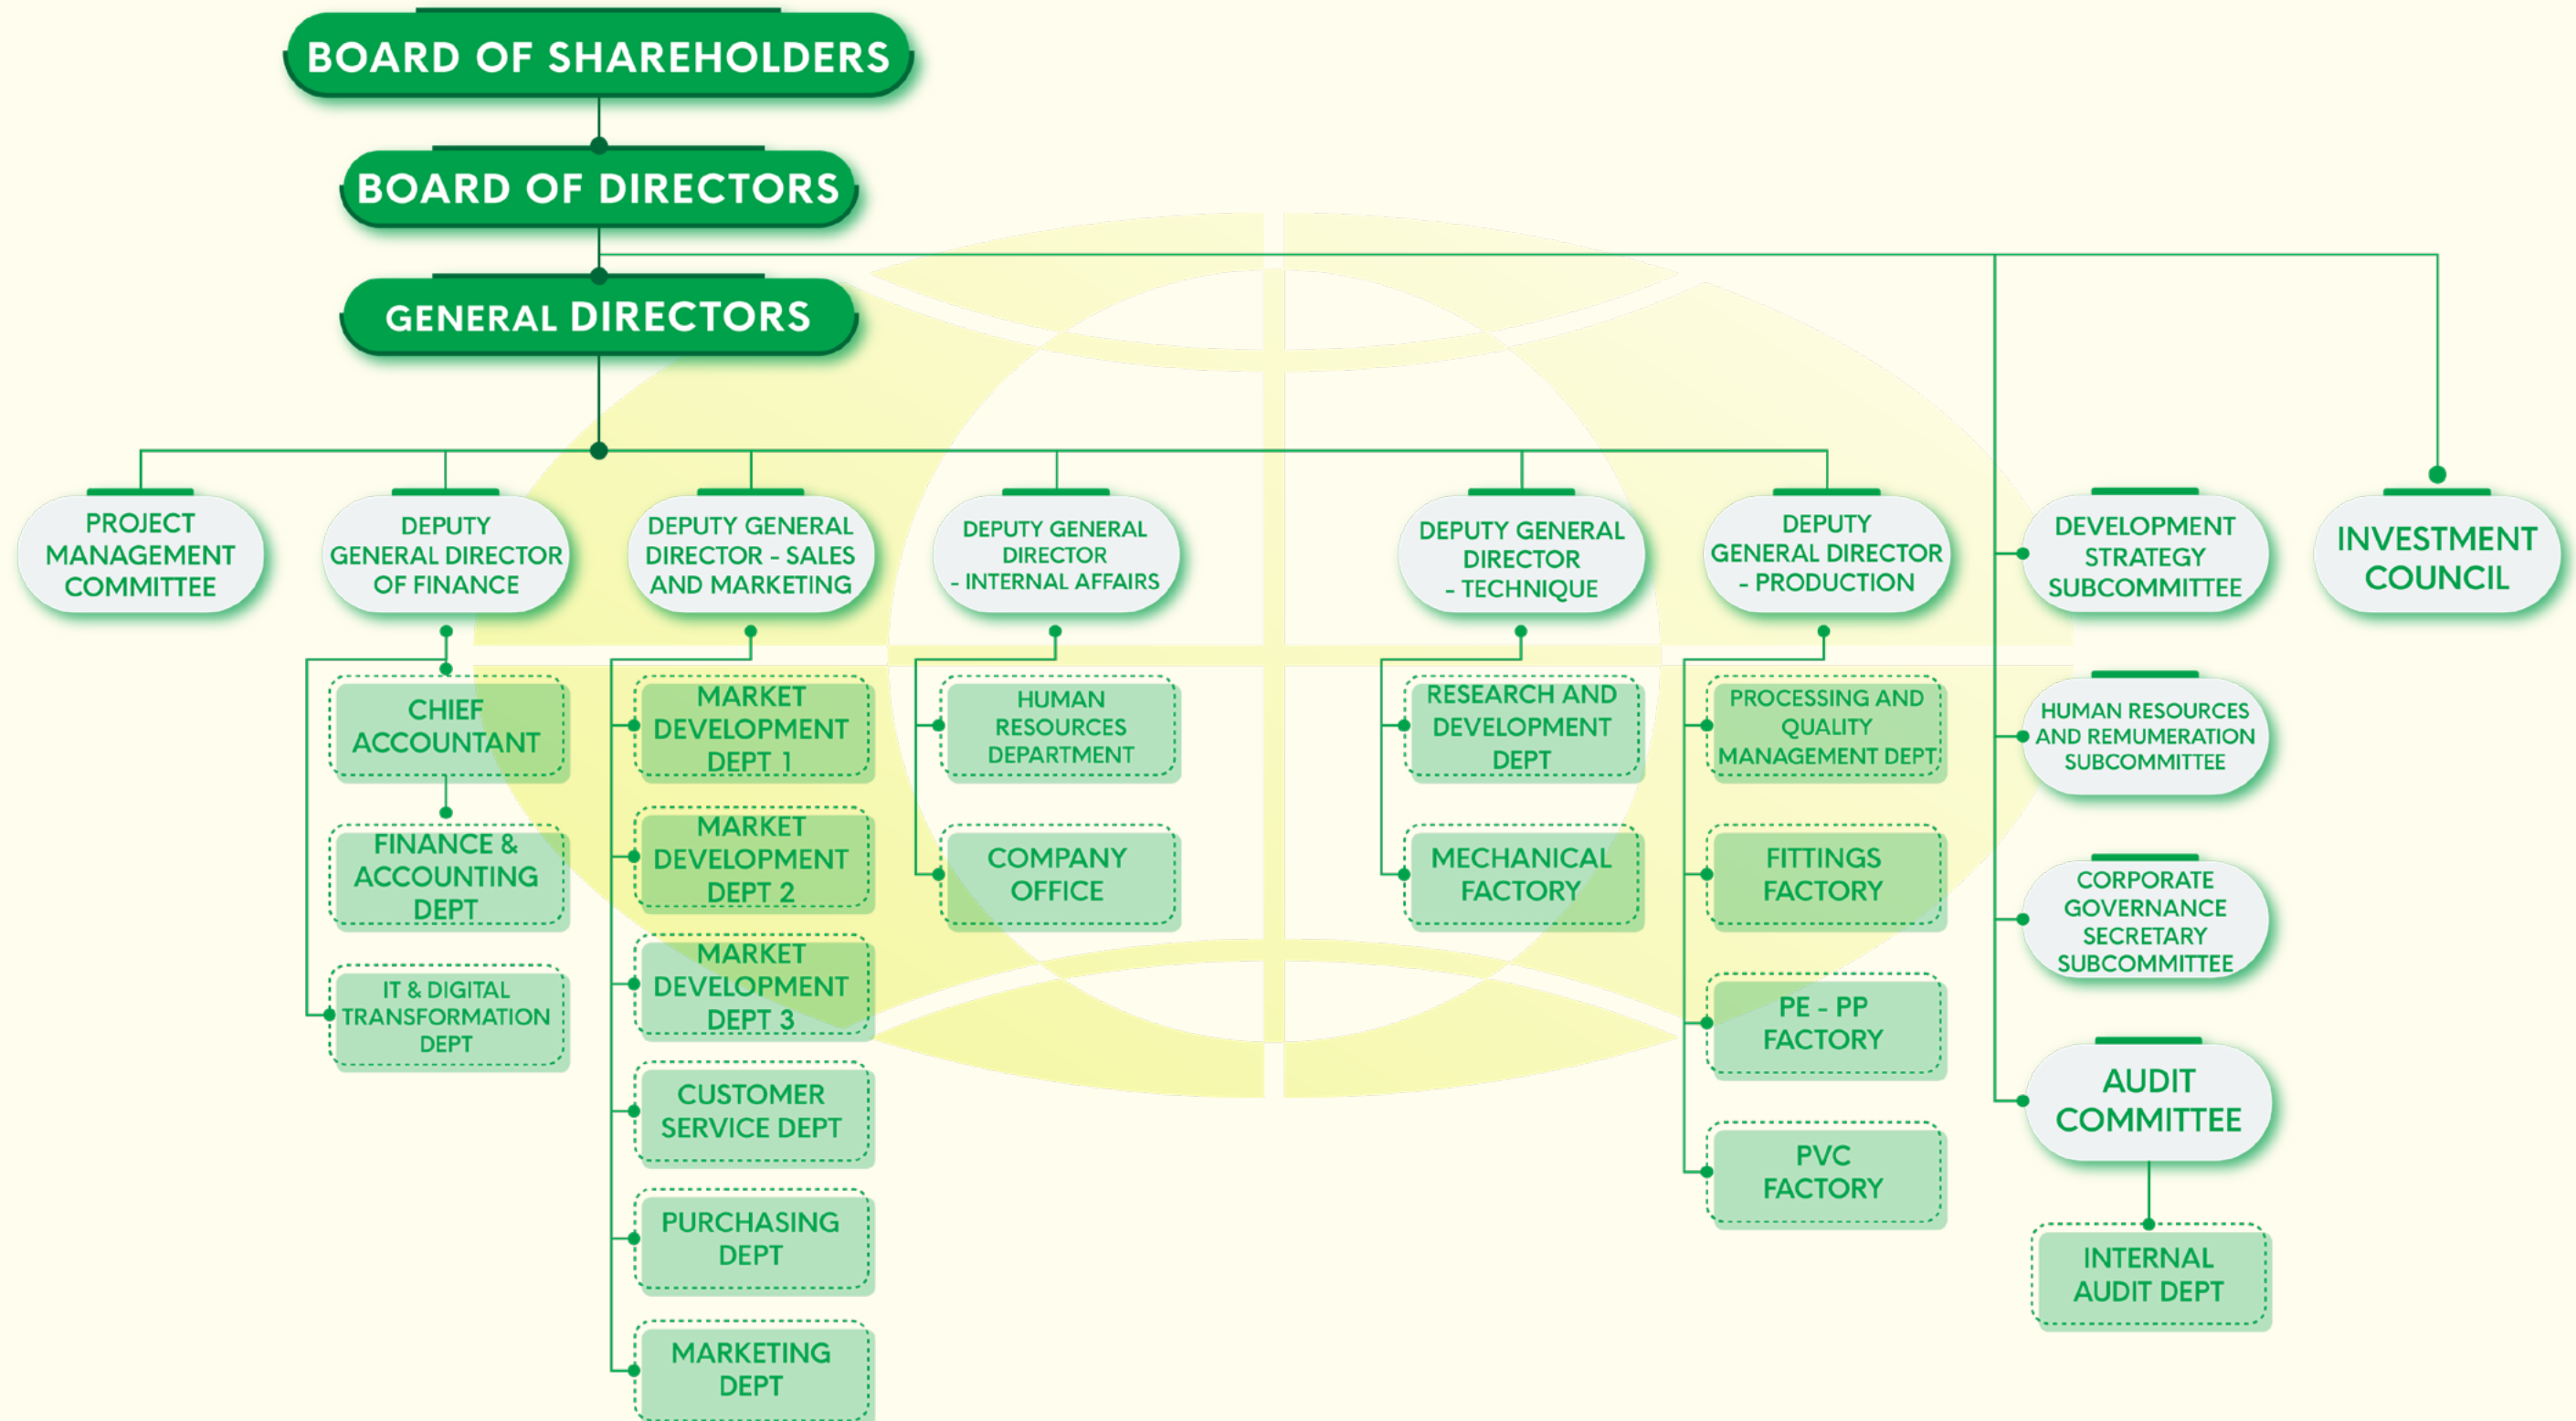 BOARD OF SHAREHOLDERS
BOARD OF DIRECTORS
GENERAL DIRECTORS
PROJECT
MANAGEMENT
COMMITTEE
DEPUTY
GENERAL DIRECTOR
OF FINANCE
DEPUTY GENERAL
DIRECTOR - SALES
AND MARKETING
DEPUTY GENERAL
DIRECTOR
- INTERNAL AFFAIRS
DEPUTY GENERAL
DIRECTOR
- TECHNIQUE
DEPUTY
GENERAL DIRECTOR
- PRODUCTION
DEVELOPMENT
STRATEGY
SUBCOMMITTEE
INVESTMENT
COUNCIL
CHIEF
ACCOUNTANT
FINANCE &
ACCOUNTING
DEPT
IT & DIGITAL
TRANSFORMATION
DEPT
MARKET
DEVELOPMENT
DEPT 1
MARKET
DEVELOPMENT
DEPT 2
MARKET
DEVELOPMENT
DEPT 3
CUSTOMER
SERVICE DEPT
PURCHASING
DEPT
MARKETING
DEPT
HUMAN
RESOURCES
DEPARTMENT
COMPANY
OFFICE
RESEARCH AND
DEVELOPMENT
DEPT
MECHANICAL
FACTORY
PROCESSING AND
QUALITY
MANAGEMENT DEPT
FITTINGS
FACTORY
PE - PP
FACTORY
PVC
FACTORY
HUMAN RESOURCES
AND REMUMERATION
SUBCOMMITTEE
CORPORATE
GOVERNANCE
SECRETARY
SUBCOMMITTEE
AUDIT
COMMITTEE
INTERNAL
AUDIT DEPT